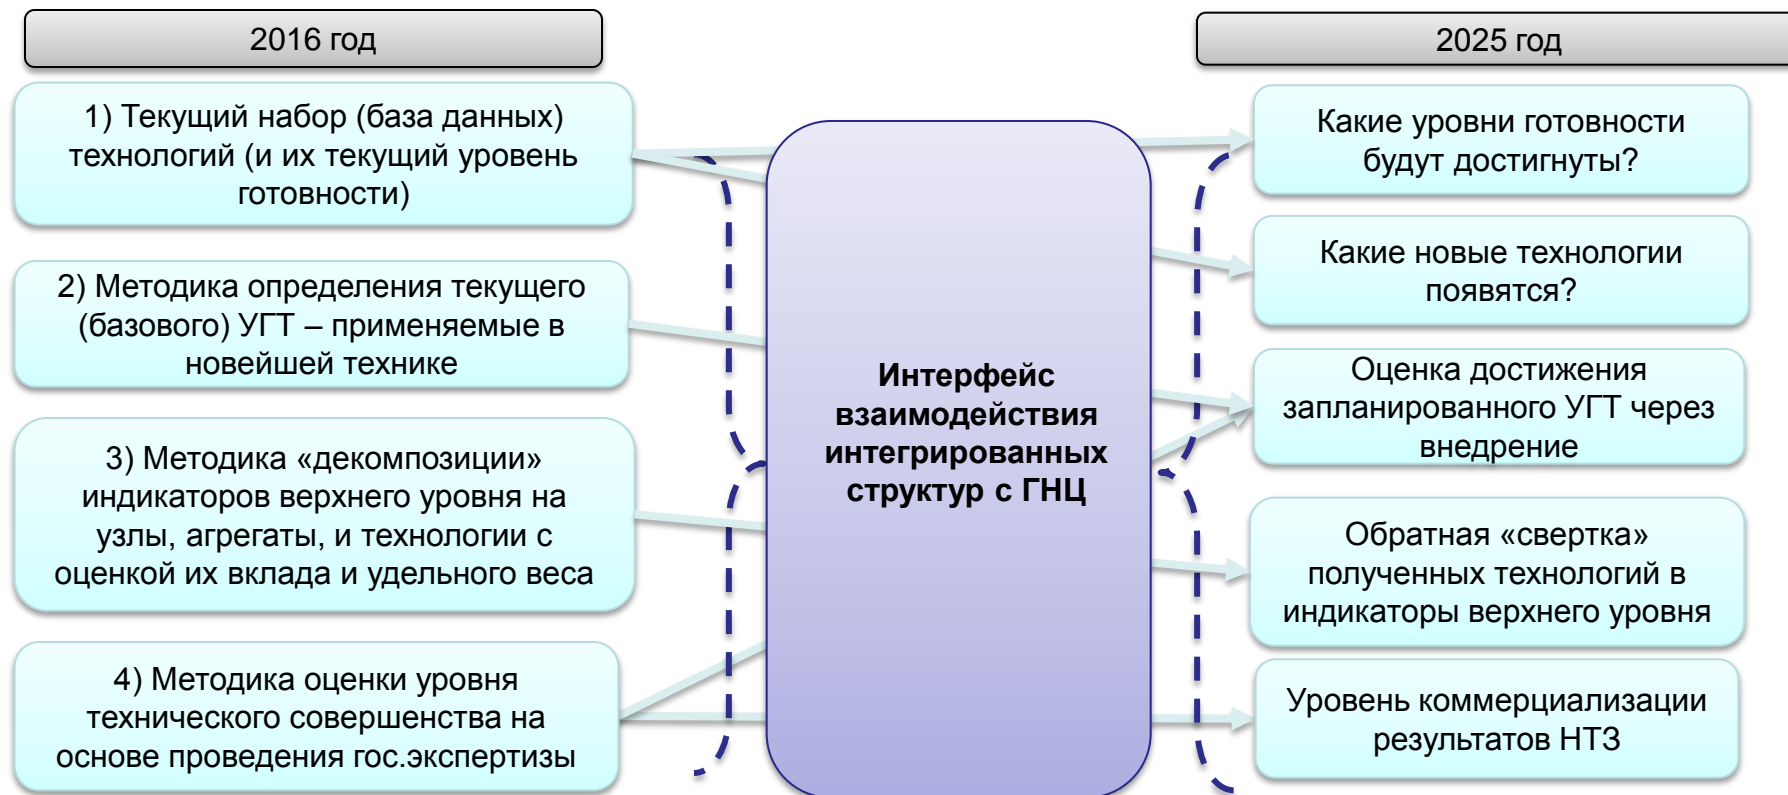 2016 год
1) Текущий набор (база данных)
технологий (и их текущий уровень
готовности)
2) Методика определения текущего
(базового) УГТ – применяемые в
новейшей технике
3) Методика «декомпозиции»
индикаторов верхнего уровня на
узлы, агрегаты, и технологии с
оценкой их вклада и удельного веса
4) Методика оценки уровня
технического совершенства на
основе проведения гос.экспертизы
Интерфейс
взаимодействия
интегрированных
структур с ГНЦ
2025 год
Какие уровни готовности
будут достигнуты?
Какие новые технологии
появятся?
Оценка достижения
запланированного УГТ через
внедрение
Обратная «свертка»
полученных технологий в
индикаторы верхнего уровня
Уровень коммерциализации
результатов НТЗ